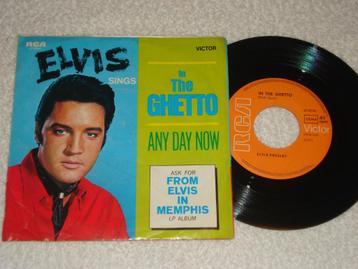 RCA
VICTOR
ELVIS
SINGS
In
The
GHETTO
ANY DAY NOW
ASK FOR
FROM
ELVIS
IN
MEMPHIS
LP ALBUM
IN THE GHETTO
RCA
Victor
45
ELVIS PRESLEY